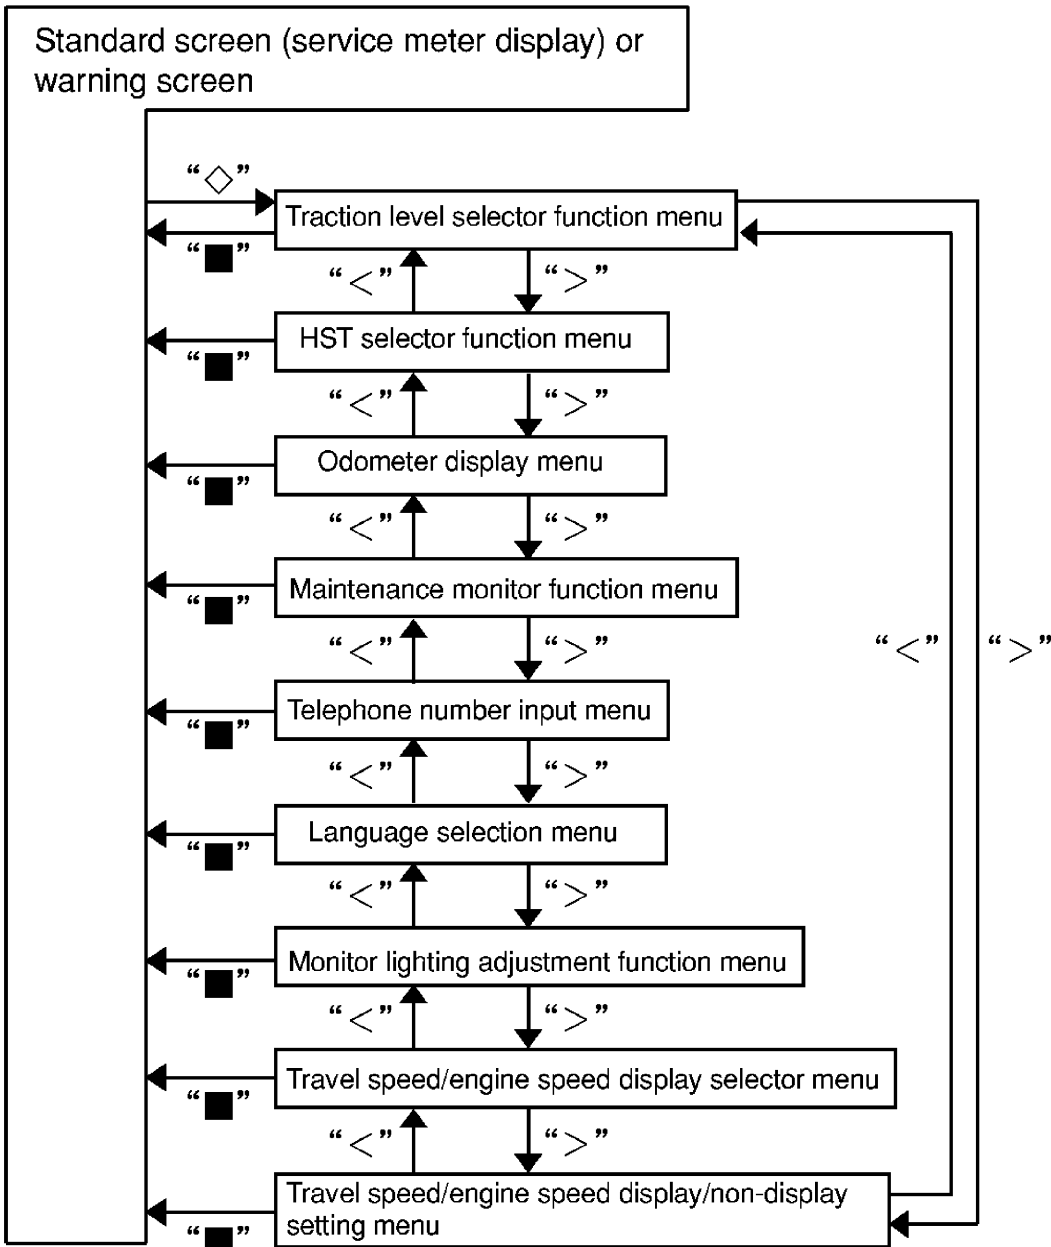 Standard screen (service meter display) or
warning screen
“◇”
Traction level selector function menu
“■”
“<” “>”
HST selector function menu
“■”
“<” “>”
Odometer display menu
“■”
“<” “>”
Maintenance monitor function menu
“■”
“<” “>”
“<” “>”
Telephone number input menu
“■”
“<” “>”
Language selection menu
“■”
“<” “>”
Monitor lighting adjustment function menu
“■”
“<” “>”
Travel speed/engine speed display selector menu
“■”
“<” “>”
Travel speed/engine speed display/non-display
setting menu
“■”